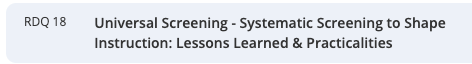 RDQ 18
Universal Screening - Systematic Screening to Shape
Instruction: Lessons Learned & Practicalities